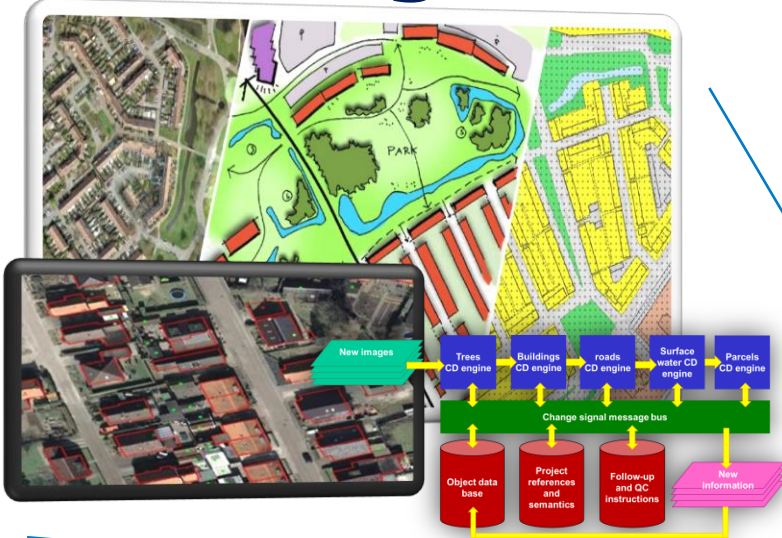 PARK
New images
Trees
CD engine
Buildings
CD engine
roads
CD engine
Surface
water CD
engine
Parcels
CD engine
Change signal message bus
Object data
base
Project
references
and
semantics
Follow-up
and QC
instructions
New
information